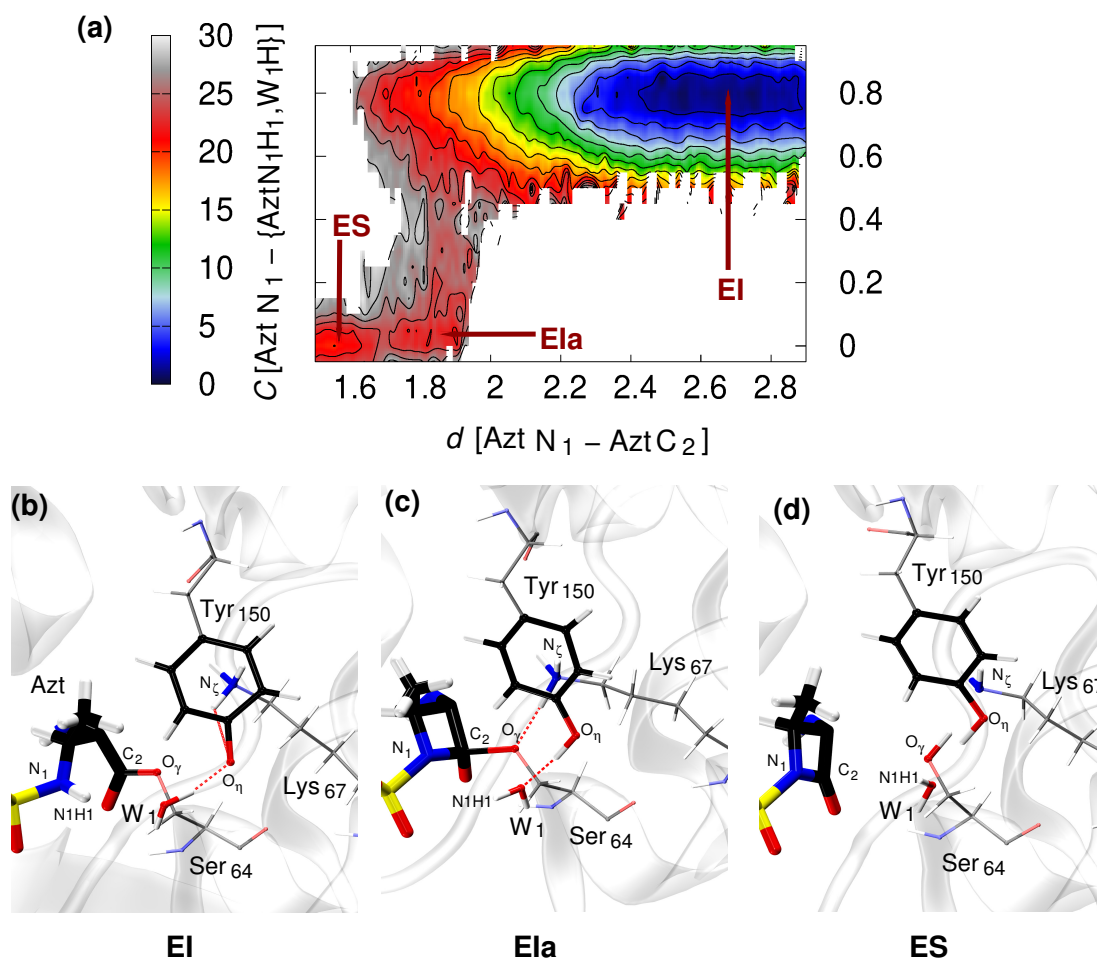 (a)
30
25
20
15
10
5
0
C [Azt N1 − {AztN1H1,W1H}]
ES
EIa
EI
0.8
0.6
0.4
0.2
0
1.6 1.8 2 2.2 2.4 2.6 2.8
d [Azt N1 − Azt C2]
(b)
Tyr150
Azt
Nζ
C2
Oγ
N1
Oη
N1H1
W1
Lys67
Ser64
EI
(c)
Tyr150
Nζ
Lys67
C2
Oγ
N1
Oη
N1H1
W1
Ser64
EIa
(d)
Tyr150
Nζ
Lys67
Oη
Oγ
N1
C2
N1H1
W1
Ser64
ES